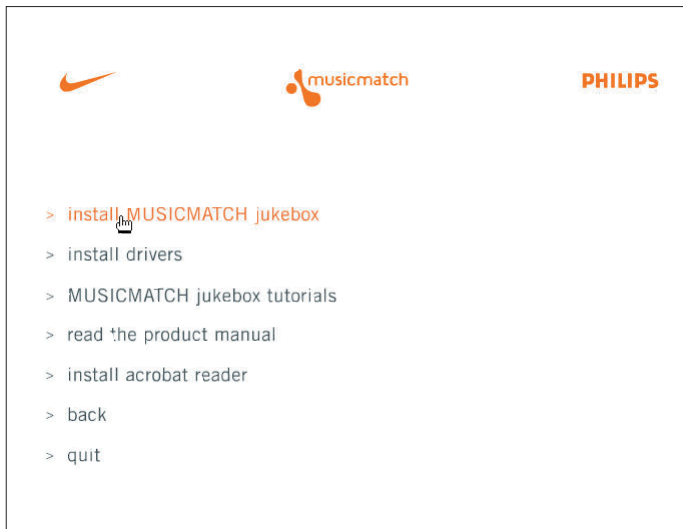 musicmatch
PHILIPS
> install MUSICMATCH jukebox
> install drivers
> MUSICMATCH jukebox tutorials
> read the product manual
> install acrobat reader
> back
> quit